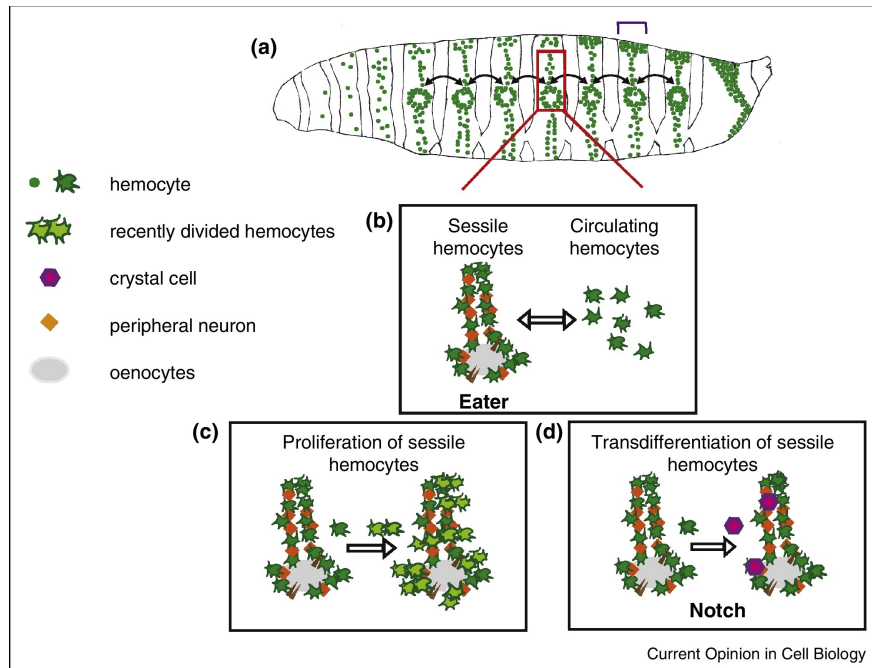 (a)
hemocyte
recently divided hemocytes
crystal cell
peripheral neuron
oenocytes
(b)
Sessile
hemocytes
Circulating
hemocytes
Eater
(c)
Proliferation of sessile
hemocytes
(d)
Transdifferentiation of sessile
hemocytes
Notch
Current Opinion in Cell Biology